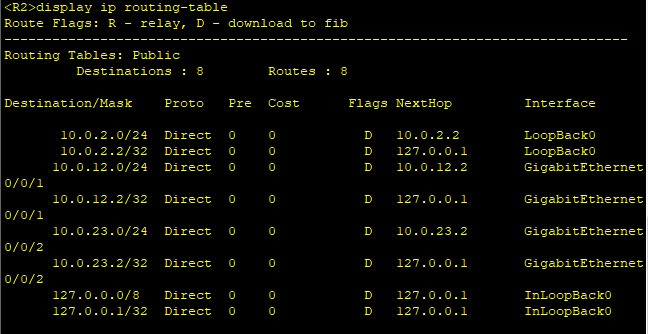 <R2>display ip routing-table
Route Flags: R - relay, D - download to fib
------------------------------------------------------------------------------
Routing Tables: Public
         Destinations : 8        Routes : 8

Destination/Mask    Proto   Pre  Cost      Flags NextHop         Interface

       10.0.2.0/24  Direct  0    0           D   10.0.2.2        LoopBack0
       10.0.2.2/32  Direct  0    0           D   127.0.0.1       LoopBack0
      10.0.12.0/24  Direct  0    0           D   10.0.12.2       GigabitEthernet
0/0/1
      10.0.12.2/32  Direct  0    0           D   127.0.0.1       GigabitEthernet
0/0/1
      10.0.23.0/24  Direct  0    0           D   10.0.23.2       GigabitEthernet
0/0/2
      10.0.23.2/32  Direct  0    0           D   127.0.0.1       GigabitEthernet
0/0/2
      127.0.0.0/8   Direct  0    0           D   127.0.0.1       InLoopBack0
      127.0.0.1/32  Direct  0    0           D   127.0.0.1       InLoopBack0